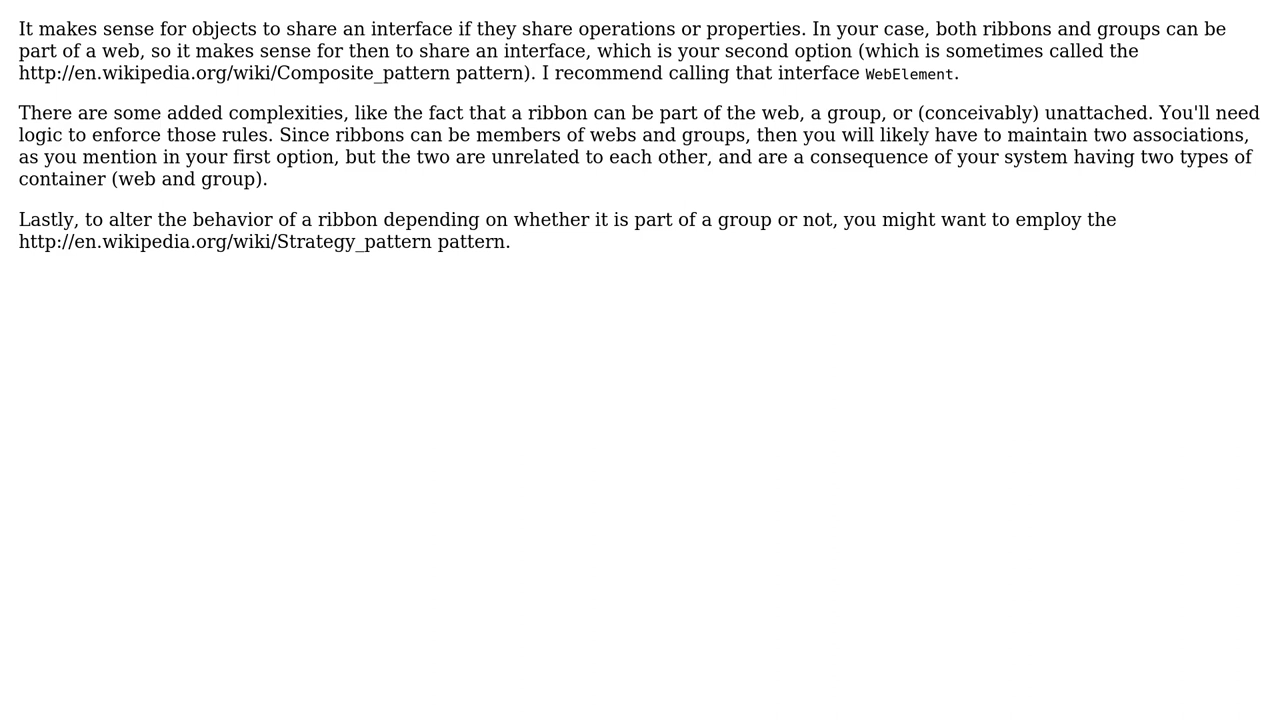 It makes sense for objects to share an interface if they share operations or properties. In your case, both ribbons and groups can be
part of a web, so it makes sense for then to share an interface, which is your second option (which is sometimes called the
http://en.wikipedia.org/wiki/Composite_pattern pattern). I recommend calling that interface WebElement.
There are some added complexities, like the fact that a ribbon can be part of the web, a group, or (conceivably) unattached. You'll need
logic to enforce those rules. Since ribbons can be members of webs and groups, then you will likely have to maintain two associations,
as you mention in your first option, but the two are unrelated to each other, and are a consequence of your system having two types of
container (web and group).
Lastly, to alter the behavior of a ribbon depending on whether it is part of a group or not, you might want to employ the
http://en.wikipedia.org/wiki/Strategy_pattern pattern.